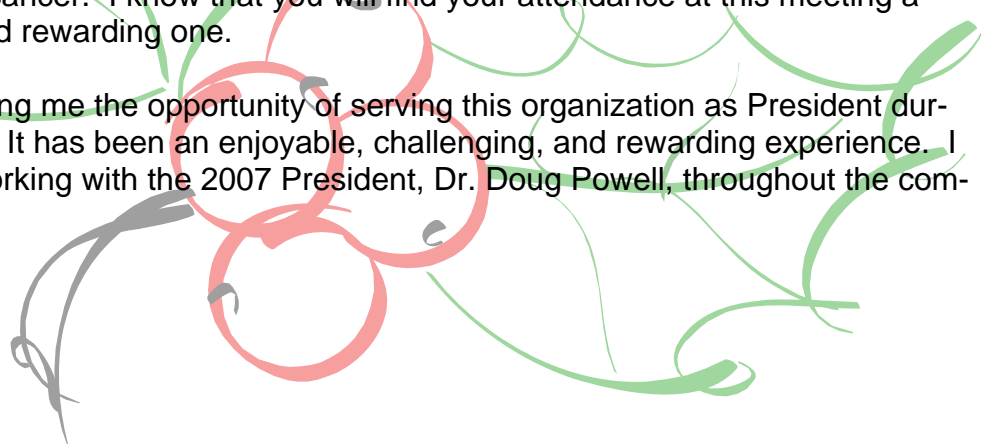 ancer. I know that you will find your attendance at this meeting a
d rewarding one.
ng me the opportunity of serving this organization as President dur-
It has been an enjoyable, challenging, and rewarding experience. I
orking with the 2007 President, Dr. Doug Powell, throughout the com-